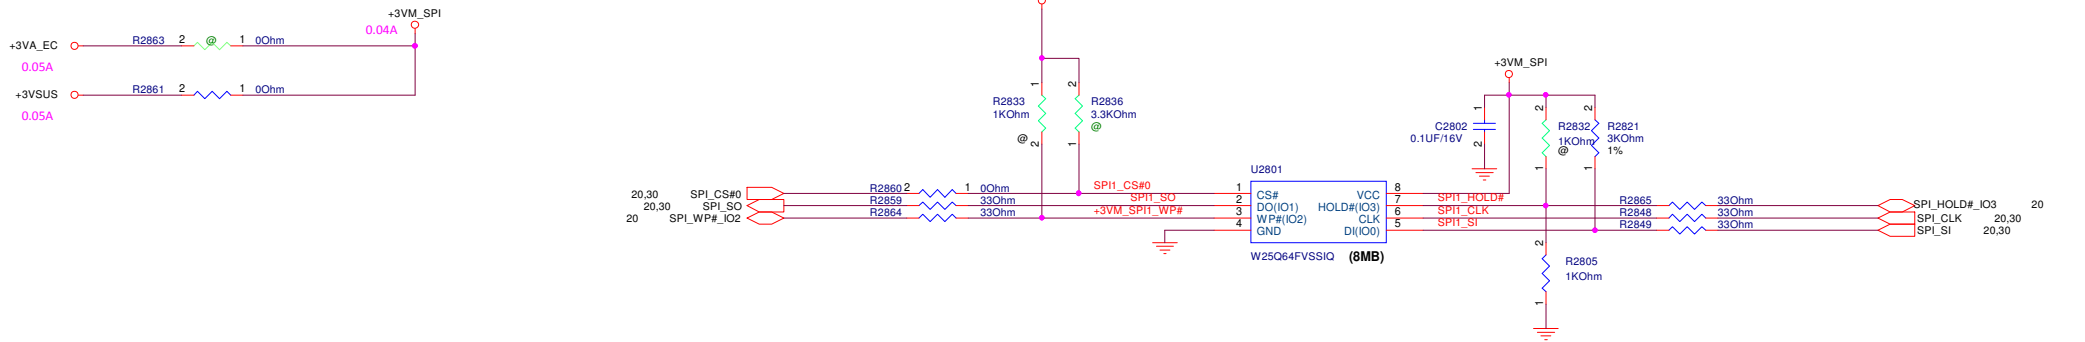 +3VM_SPI
0.04A
+3VA_EC
R2863 2 @ 1 0Ohm
0.05A
+3VSUS
R2861 2 1 0Ohm
0.05A
1
R2833
1KOhm
@
2
2
R2836
3.3KOhm
@
1
+3VM_SPI
1
C2802
0.1UF/16V
2
2
R2832
1KOhm
@
1
2
R2821
3KOhm
1%
1
U2801
20,30 SPI_CS#0 R2860 2 1 0Ohm SPI1_CS#0 1 CS# VCC 8
20,30 SPI_SO R2859 33Ohm SPI1_SO 2 DO(IO1) HOLD#(IO3) 7 SPI1_HOLD# R2865 33Ohm SPI_HOLD#_IO3 20
20 SPI_WP#_IO2 R2864 33Ohm +3VM_SPI1_WP# 3 WP#(IO2) CLK 6 SPI1_CLK R2848 33Ohm SPI_CLK 20,30
4 GND DI(IO0) 5 SPI1_SI R2849 33Ohm SPI_SI 20,30
W25Q64FVSSIQ (8MB)
2
R2805
1KOhm
1